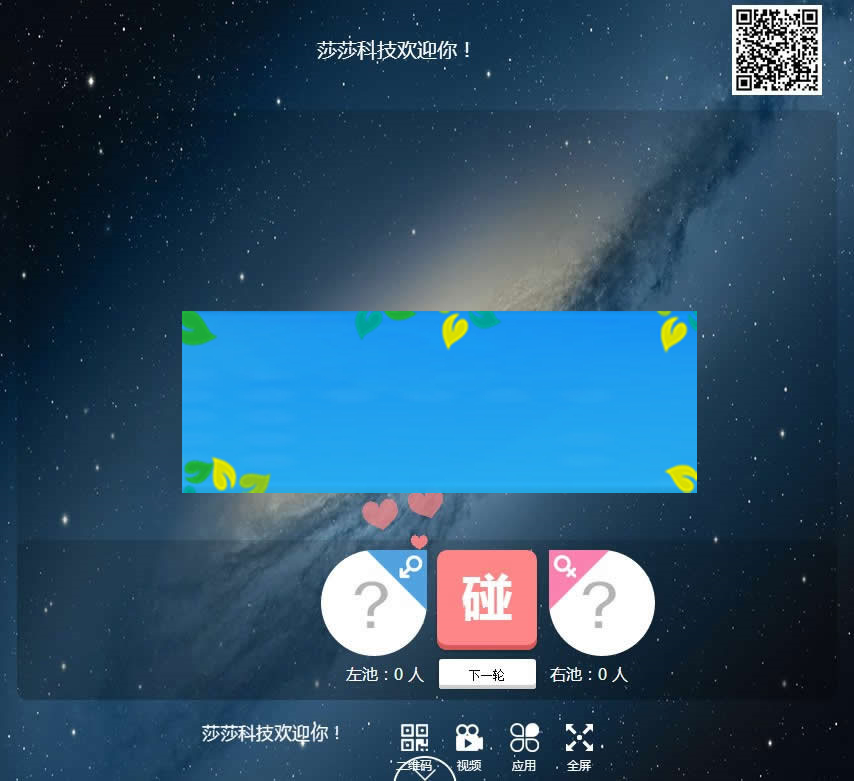 莎莎科技欢迎你！
?
碰
?
左池：0 人
下一轮
右池：0 人
莎莎科技欢迎你！
二维码
视频
应用
全屏